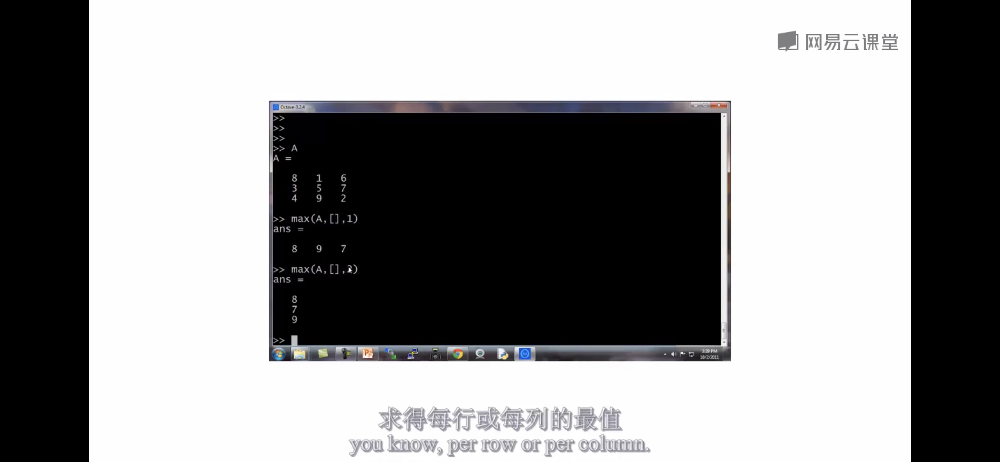 网易云课堂
Octave-3.2.4
>>
>>
>>
>> A
A =
8 1 6
3 5 7
4 9 2
>> max(A,[],1)
ans =
8 9 7
>> max(A,[],2)
ans =
8
7
9
>>
3:39 PM
10/2/2011
求得每行或每列的最值
you know, per row or per column.